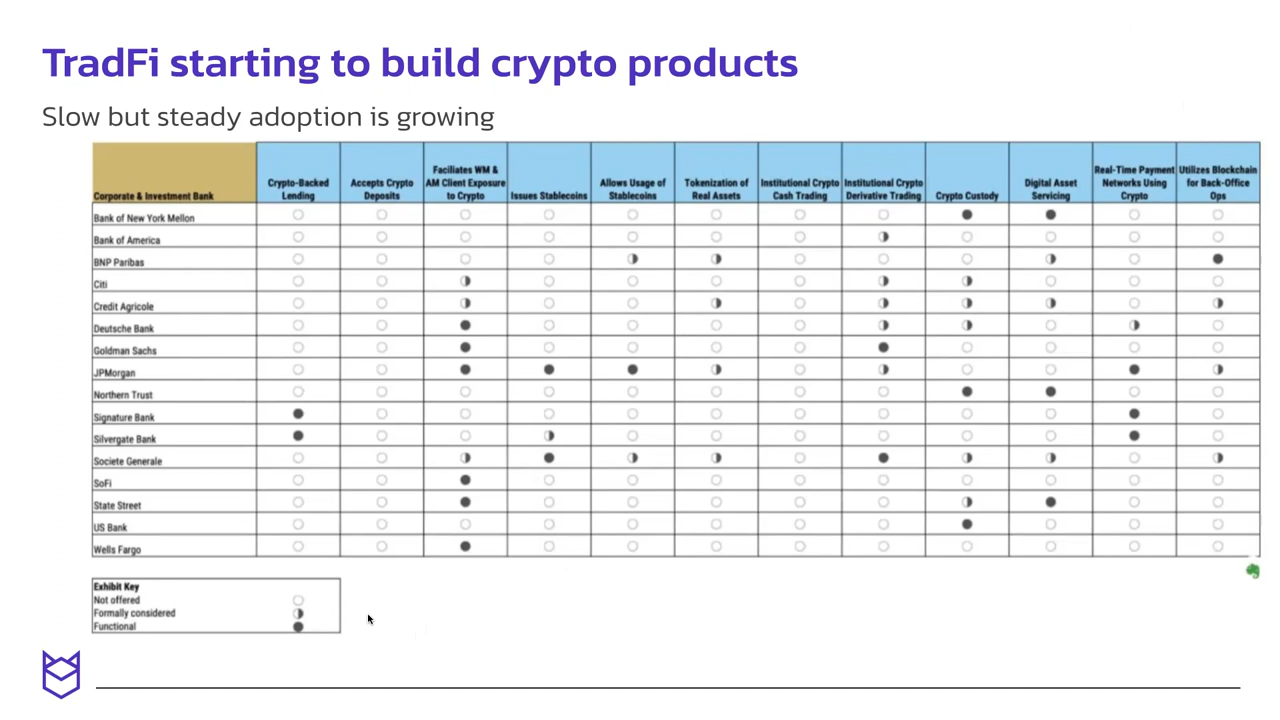 TradFi starting to build crypto products
Slow but steady adoption is growing
Corporate & Investment Bank
Crypto-Backed
Lending
Accepts Crypto
Deposits
Faciliates WM &
AM Client Exposure
to Crypto
Issues Stablecoins
Allows Usage of
Stablecoins
Tokenization of
Real Assets
Institutional Crypto
Cash Trading
Institutional Crypto
Derivative Trading
Crypto Custody
Digital Asset
Servicing
Real-Time Payment
Networks Using
Crypto
Utilizes Blockchain
for Back-Office
Ops
Bank of New York Mellon
Bank of America
BNP Paribas
Citi
Credit Agricole
Deutsche Bank
Goldman Sachs
JPMorgan
Northern Trust
Signature Bank
Silvergate Bank
Societe Generale
SoFi
State Street
US Bank
Wells Fargo
Exhibit Key
Not offered
Formally considered
Functional